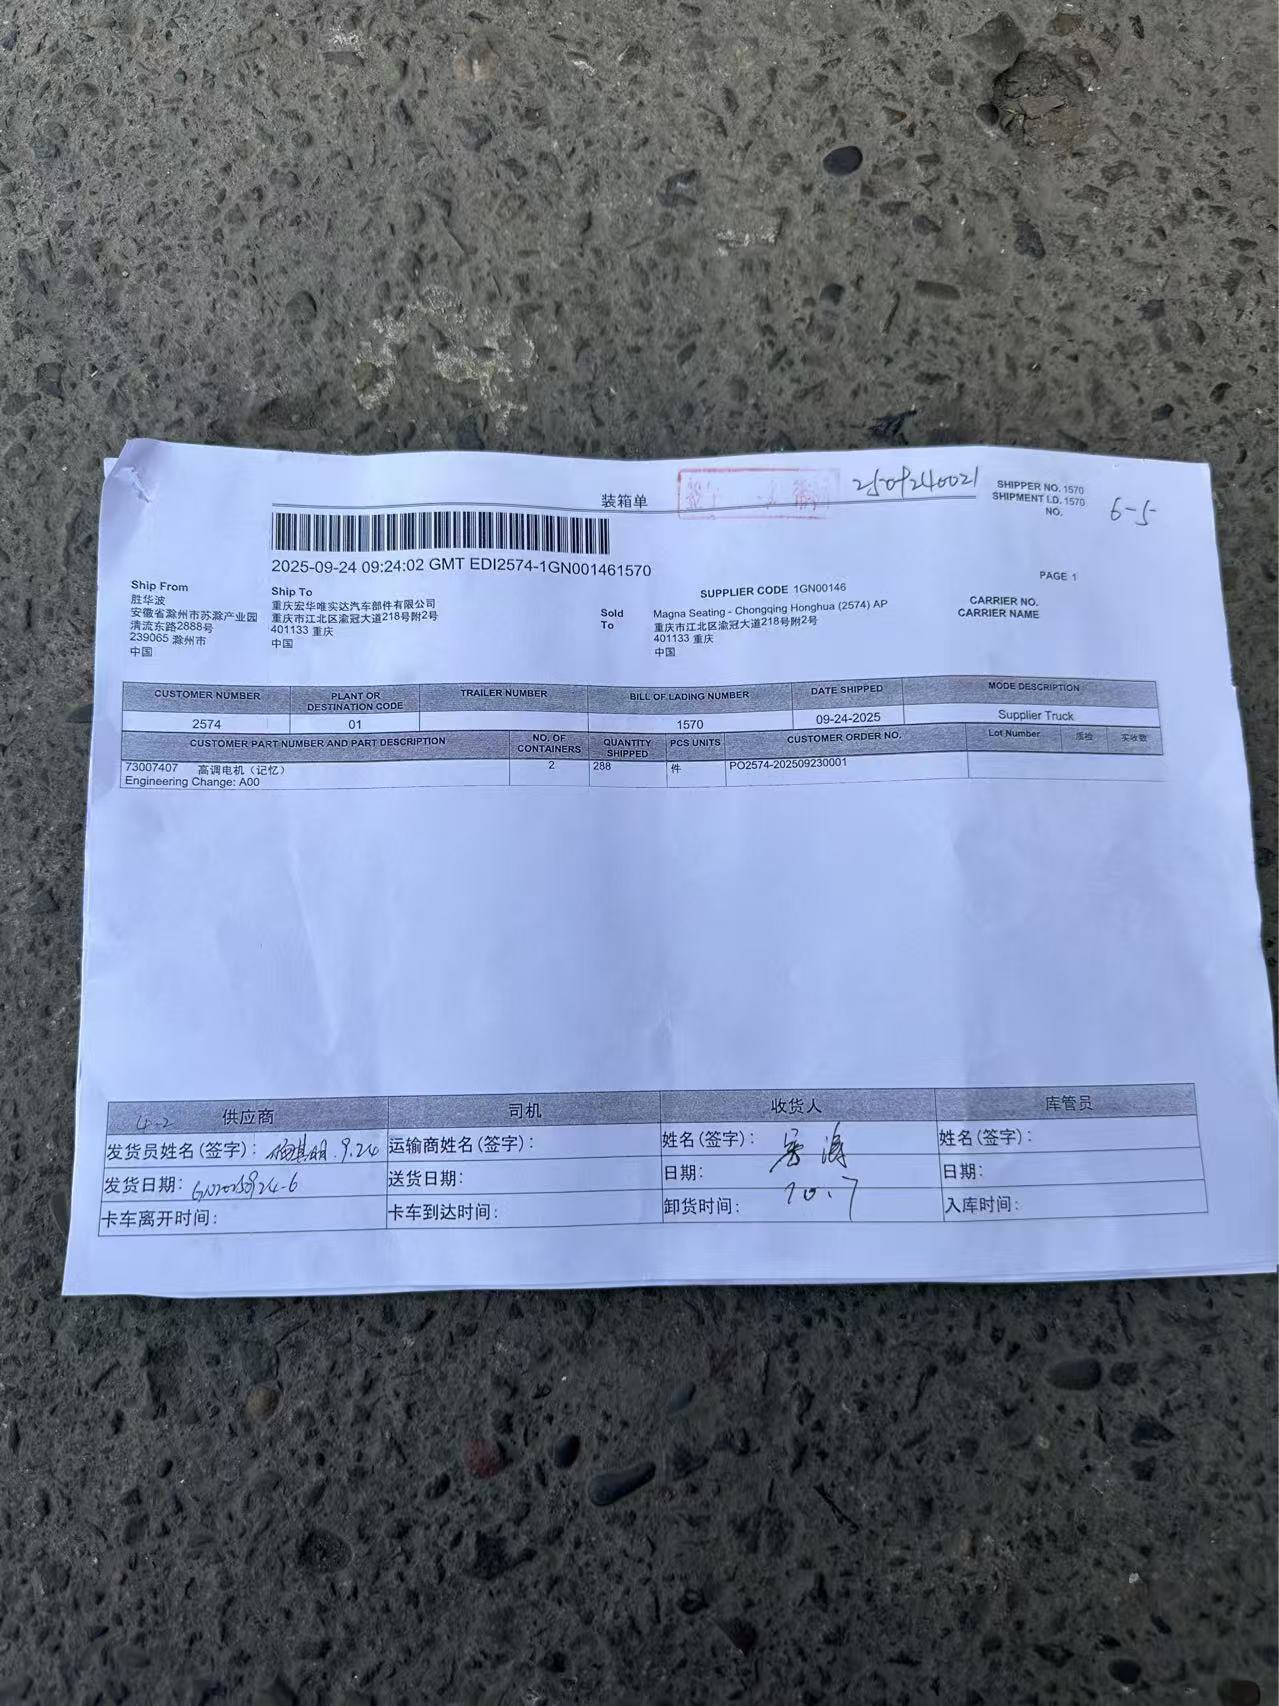 装箱单
2509240021
SHIPPER NO. 1570
SHIPMENT I.D. 1570
NO.
6-5
2025-09-24 09:24:02 GMT EDI2574-1GN001461570
PAGE 1
Ship From
胜华波
安徽省滁州市苏滁产业园
清流东路2888号
239065 滁州市
中国
Ship To
重庆宏华唯实达汽车部件有限公司
重庆市江北区渝冠大道218号附2号
401133 重庆
中国
SUPPLIER CODE 1GN00146
Sold To
Magna Seating - Chongqing Honghua (2574) AP
重庆市江北区渝冠大道218号附2号
401133 重庆
中国
CARRIER NO.
CARRIER NAME
CUSTOMER NUMBER PLANT OR DESTINATION CODE TRAILER NUMBER BILL OF LADING NUMBER DATE SHIPPED MODE DESCRIPTION
2574 01 1570 09-24-2025 Supplier Truck
CUSTOMER PART NUMBER AND PART DESCRIPTION NO. OF CONTAINERS QUANTITY SHIPPED PCS UNITS CUSTOMER ORDER NO. Lot Number 质检 实收数
73007407 高调电机（记忆） 2 288 件 PO2574-202509230001
Engineering Change: A00
4-2 供应商 司机 收货人 库管员
发货员姓名(签字)： 9.24 运输商姓名(签字)： 姓名(签字)： 姓名(签字)：
发货日期：GN20250924-6 送货日期： 日期： 10.7 日期：
卡车离开时间： 卡车到达时间： 卸货时间： 入库时间：